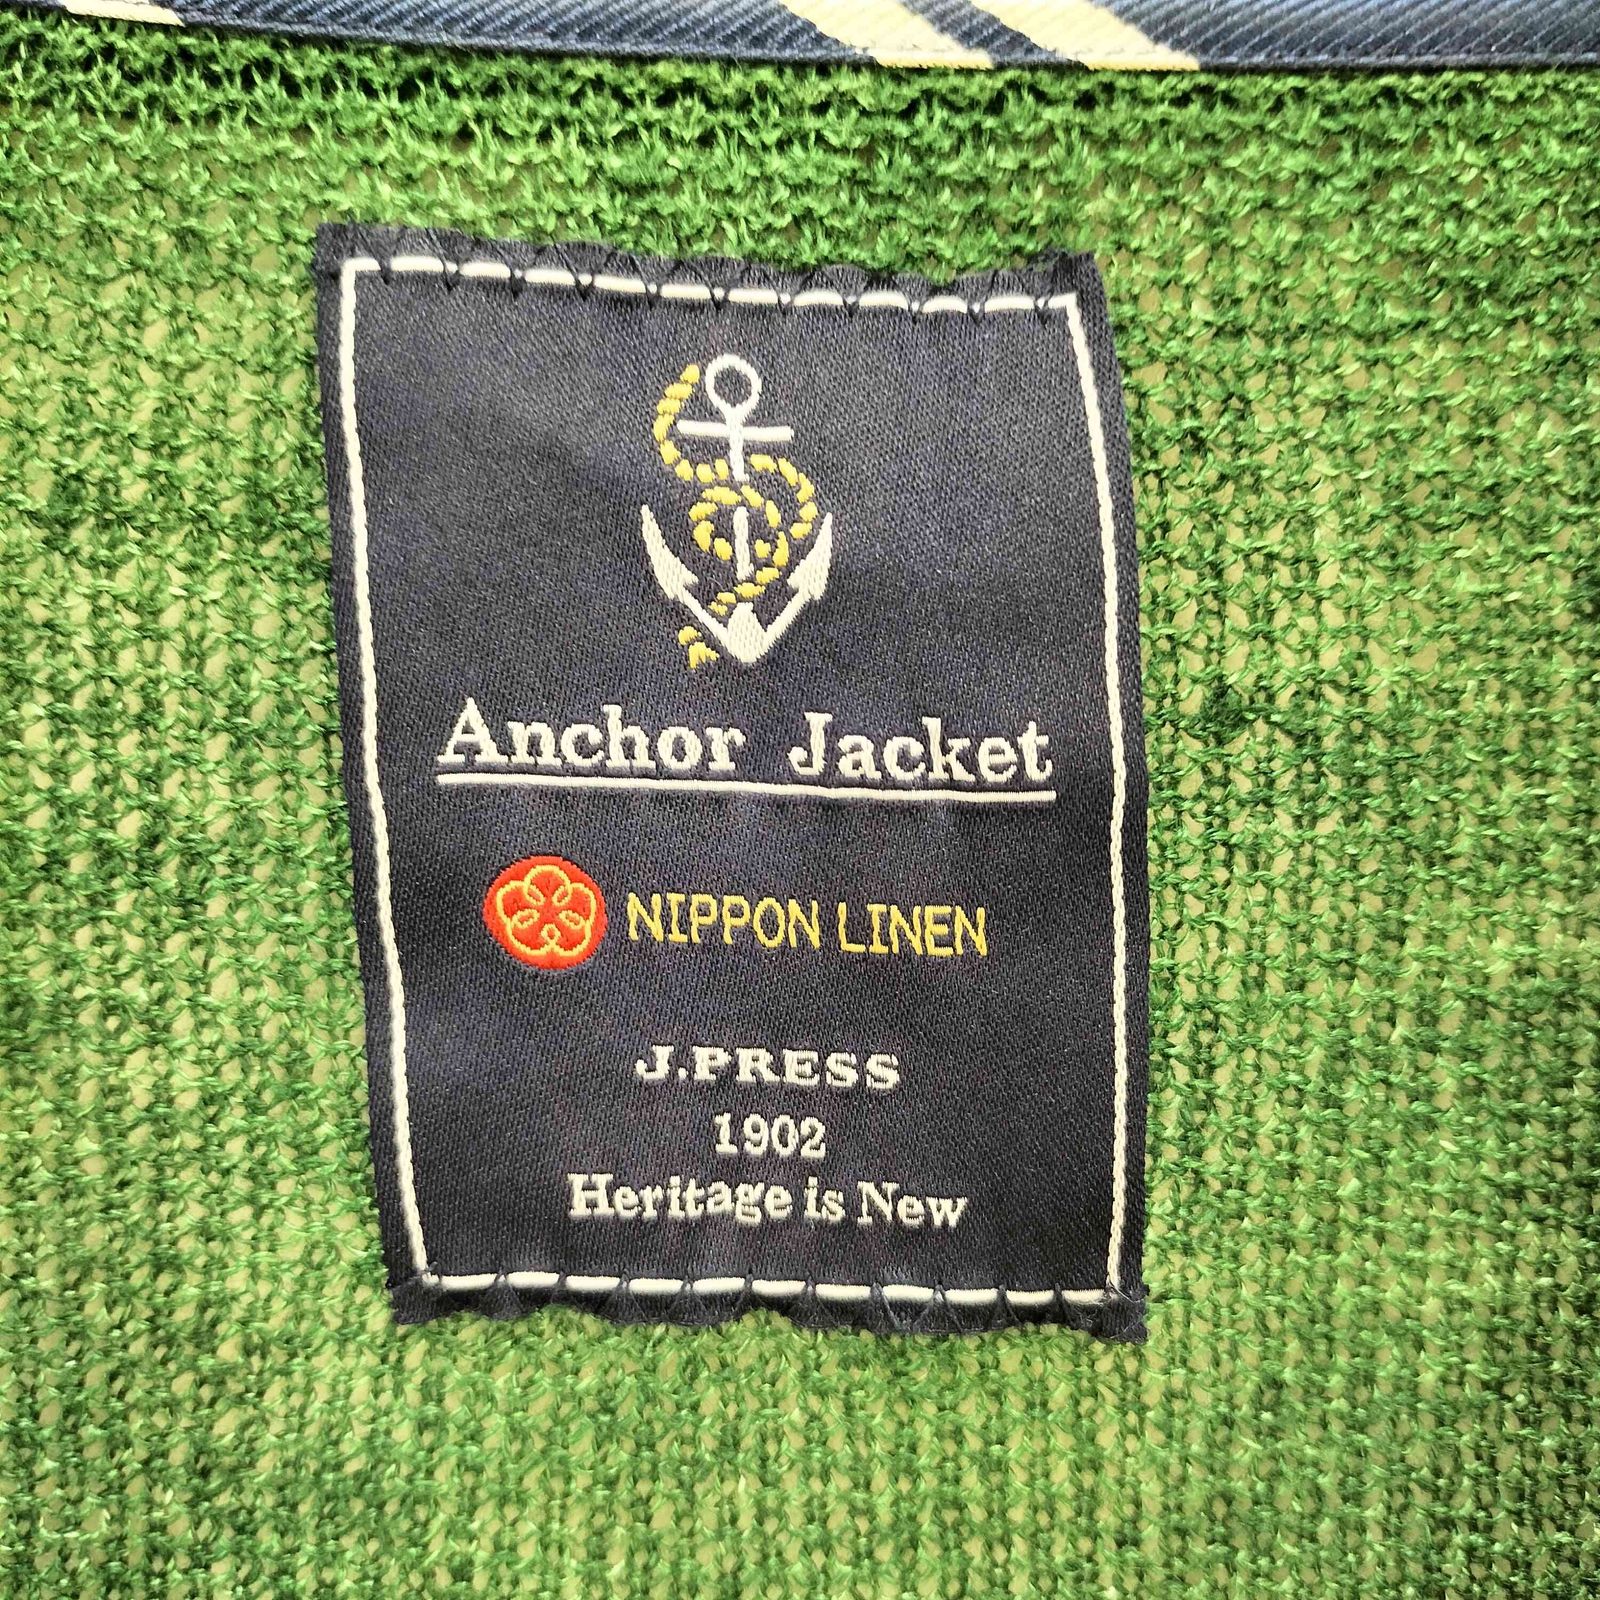 Anchor Jacket
NIPPON LINEN
J.PRESS
1902
Heritage is New